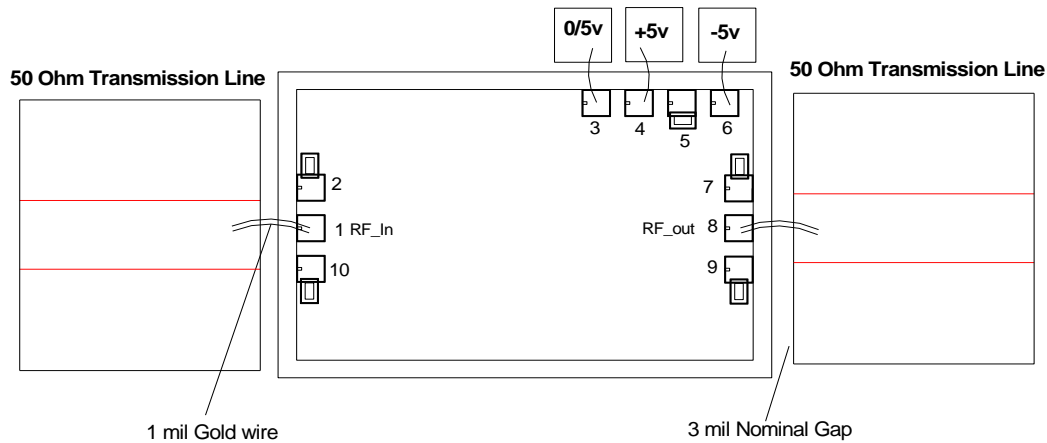 0/5v
+5v
-5v
50 Ohm Transmission Line
50 Ohm Transmission Line
3
4
5
6
2
7
1 RF_In
RF_out 8
10
9
1 mil Gold wire
3 mil Nominal Gap